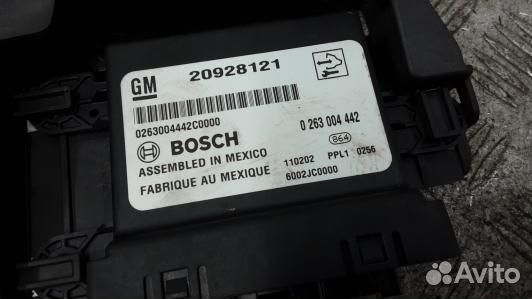 GM
20928121
0263004442C0000
BOSCH
0 263 004 442
864
ASSEMBLED IN MEXICO
FABRIQUE AU MEXIQUE
110202 PPL1 0256
6002JC0000
Avito